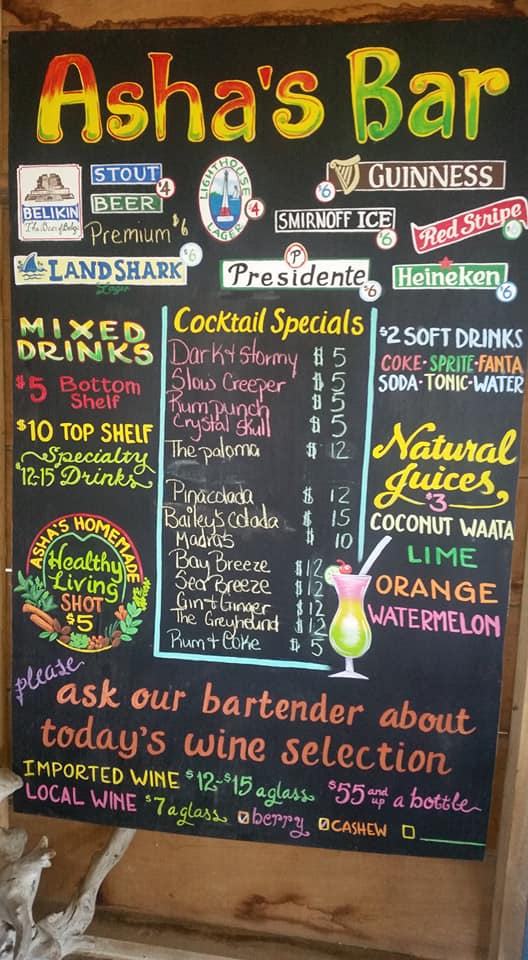 Asha's Bar
BELIKIN
The Beer of Belize
STOUT $4
BEER
Premium $6
LIGHTHOUSE LAGER $4
$6 GUINNESS
SMIRNOFF ICE $6
Red Stripe
LANDSHARK $6
Lager
P
Presidente $6
Heineken $6
MIXED
DRINKS
$5 Bottom
Shelf
$10 TOP SHELF
Specialty
$12-15 Drinks
ASHA'S HOMEMADE
Healthy
Living
SHOT
$5
Cocktail Specials
Dark + Stormy $5
Slow Creeper $5
Rum punch $5
Crystal Skull $5
The paloma $12
Pinacolada $12
Bailey's Colada $15
Madras $10
Bay Breeze $12
Sea Breeze $12
Gin + Ginger $12
The Greyhound $12
Rum + Coke $5
$2 SOFT DRINKS
COKE - SPRITE - FANTA
SODA - TONIC - WATER
Natural
Juices
$3
COCONUT WAATA
LIME
ORANGE
WATERMELON
please
ask our bartender about
today's wine selection
IMPORTED WINE $12-$15 a glass $55 and up a bottle
LOCAL WINE $7 a glass berry CASHEW